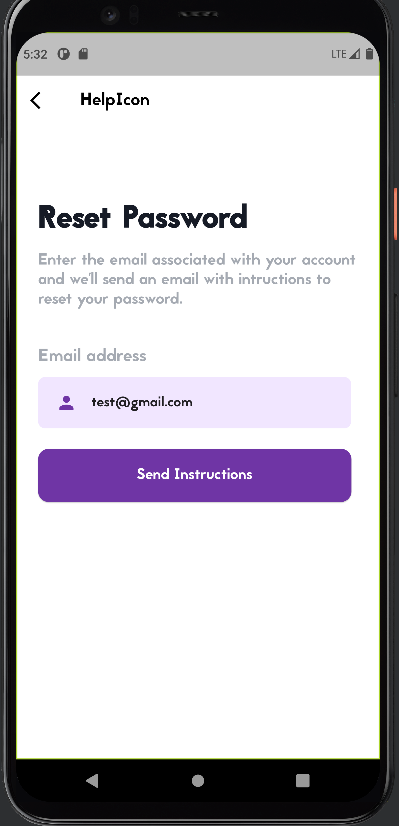 5:32 LTE
HelpIcon
Reset Password
Enter the email associated with your account
and we'll send an email with intructions to
reset your password.
Email address
test@gmail.com
Send Instructions